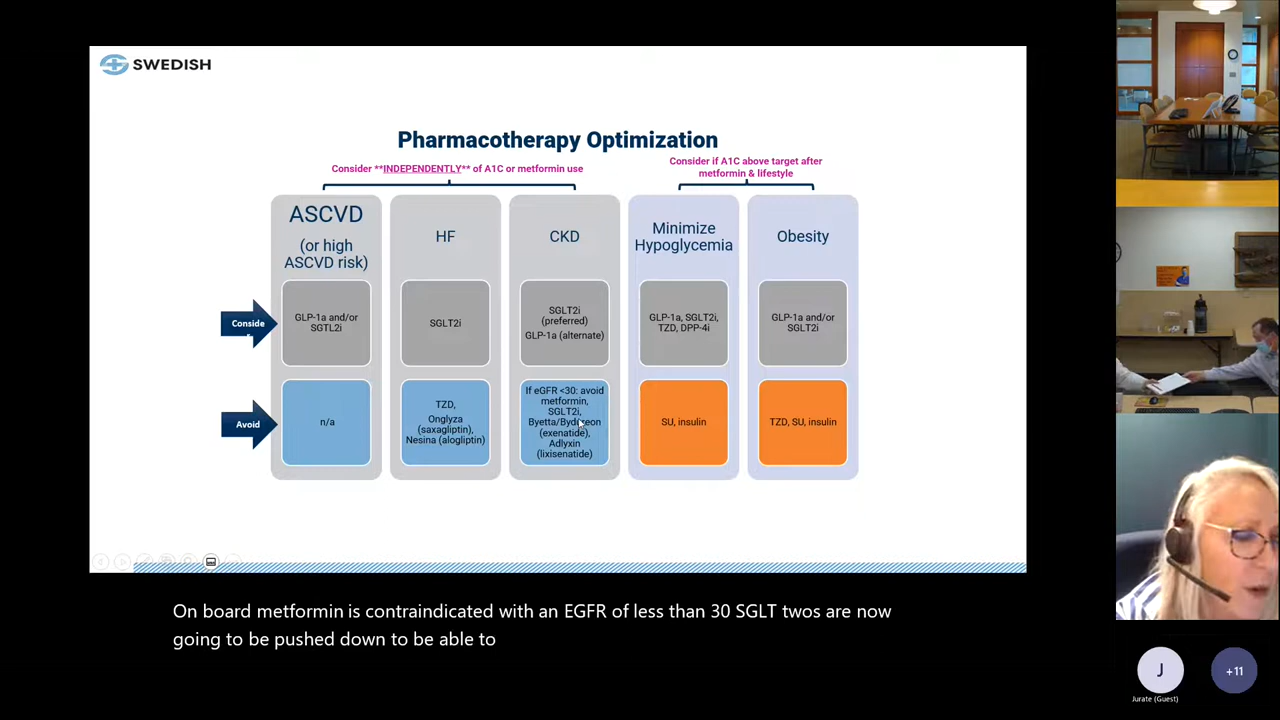 SWEDISH
Pharmacotherapy Optimization
Consider **INDEPENDENTLY** of A1C or metformin use
Consider if A1C above target after
metformin & lifestyle
ASCVD
(or high
ASCVD risk)
HF
CKD
Minimize
Hypoglycemia
Obesity
Conside
GLP-1a and/or
SGTL2i
SGLT2i
SGLT2i
(preferred)
GLP-1a (alternate)
GLP-1a, SGLT2i,
TZD, DPP-4i
GLP-1a and/or
SGLT2i
Avoid
n/a
TZD,
Onglyza
(saxagliptin),
Nesina (alogliptin)
If eGFR <30: avoid
metformin,
SGLT2i,
Byetta/Bydureon
(exenatide),
Adlyxin
(lixisenatide)
SU, insulin
TZD, SU, insulin
On board metformin is contraindicated with an EGFR of less than 30 SGLT twos are now
going to be pushed down to be able to
J
+11
Jurate (Guest)